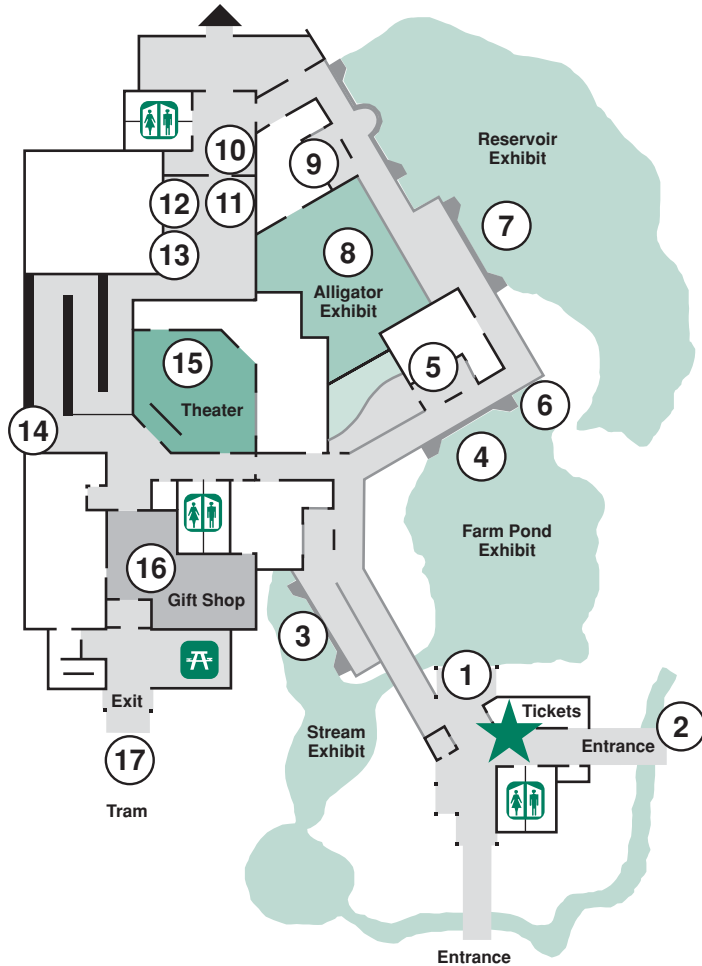 Reservoir
Exhibit
10
9
12
11
7
13
8
Alligator
Exhibit
15
5
Theater
6
14
4
Farm Pond
Exhibit
16
Gift Shop
3
1
Exit
Tickets
2
Stream
Exhibit
Entrance
17
Tram
Entrance